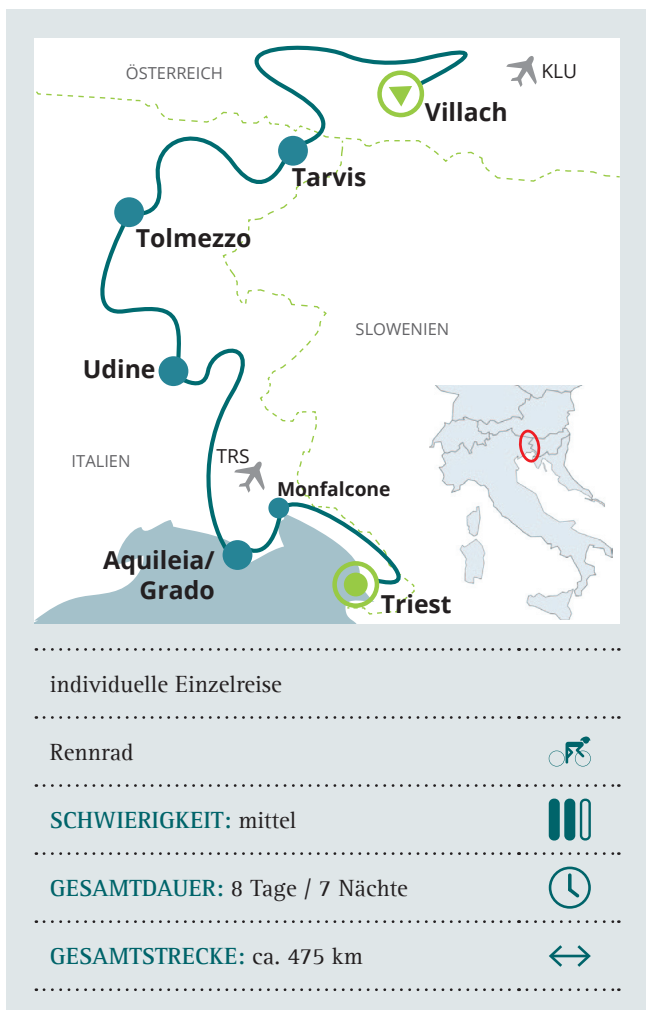 ÖSTERREICH
KLU
Villach
Tarvis
Tolmezzo
SLOWENIEN
Udine
ITALIEN
TRS
Monfalcone
Aquileia/
Grado
Triest
individuelle Einzelreise
Rennrad
SCHWIERIGKEIT: mittel
GESAMTDAUER: 8 Tage / 7 Nächte
GESAMTSTRECKE: ca. 475 km